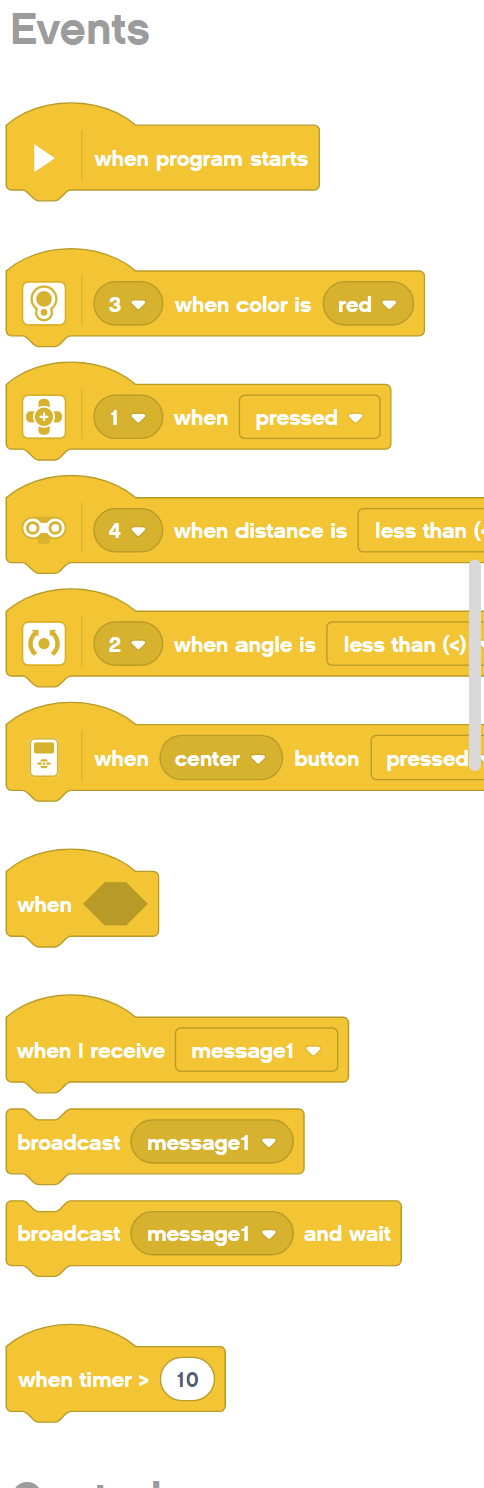 Events
when program starts
3 when color is red
1 when pressed
4 when distance is less than (
2 when angle is less than (<)
when center button pressed
when
when I receive message1
broadcast message1
broadcast message1 and wait
when timer > 10